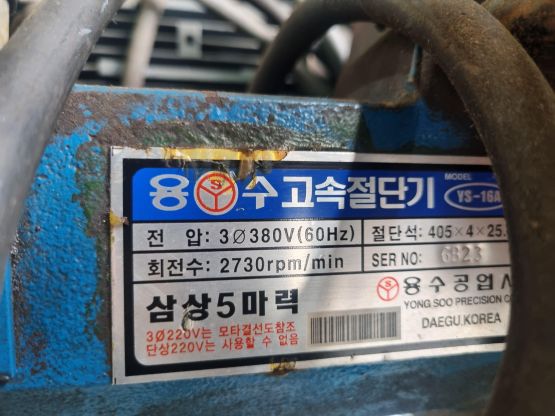 용 S 수 고속절단기
MODEL
YS-16A
전 압: 3Ø380V(60Hz)
절단석: 405×4×25.
회전수: 2730rpm/min
SER NO: 6823
삼상5마력
용수공업사
YONG SOO PRECISION CO
DAEGU.KOREA
3Ø220V는 모타결선도참조
단상220V는 사용할 수 없음